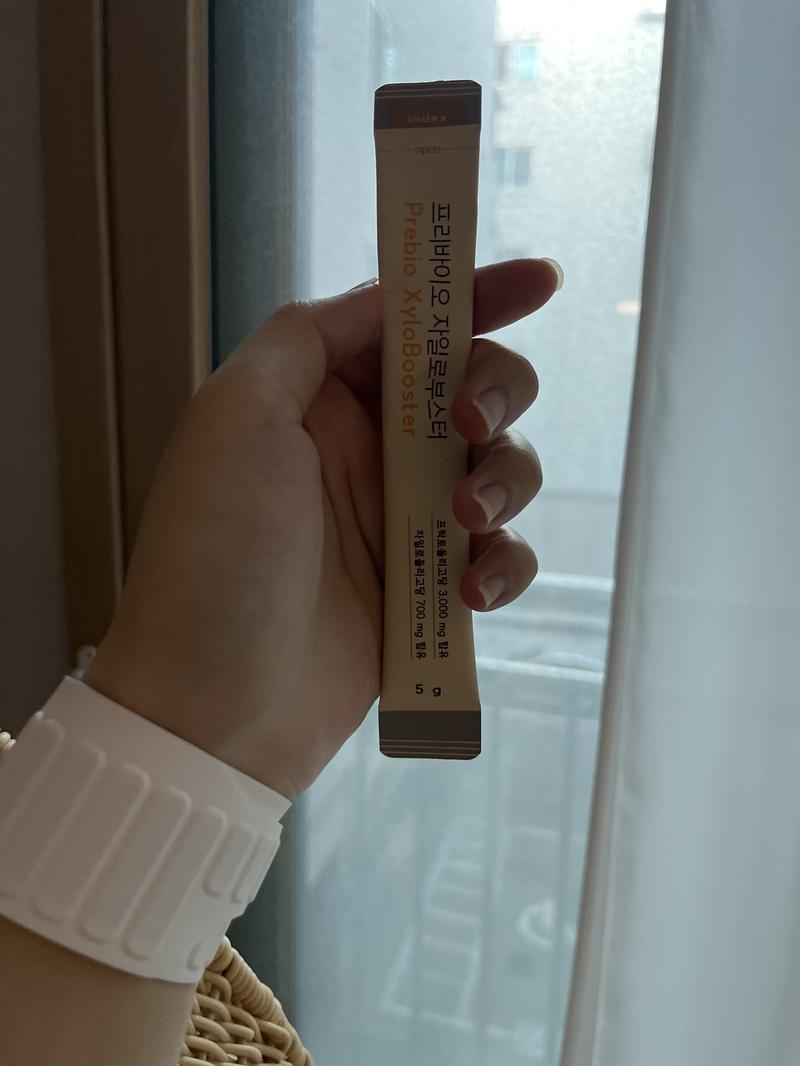 index
open
프리바이오 자일로부스터
Prebio XyloBooster
프락토올리고당 3,000 mg 함유
자일로올리고당 700 mg 함유
5 g